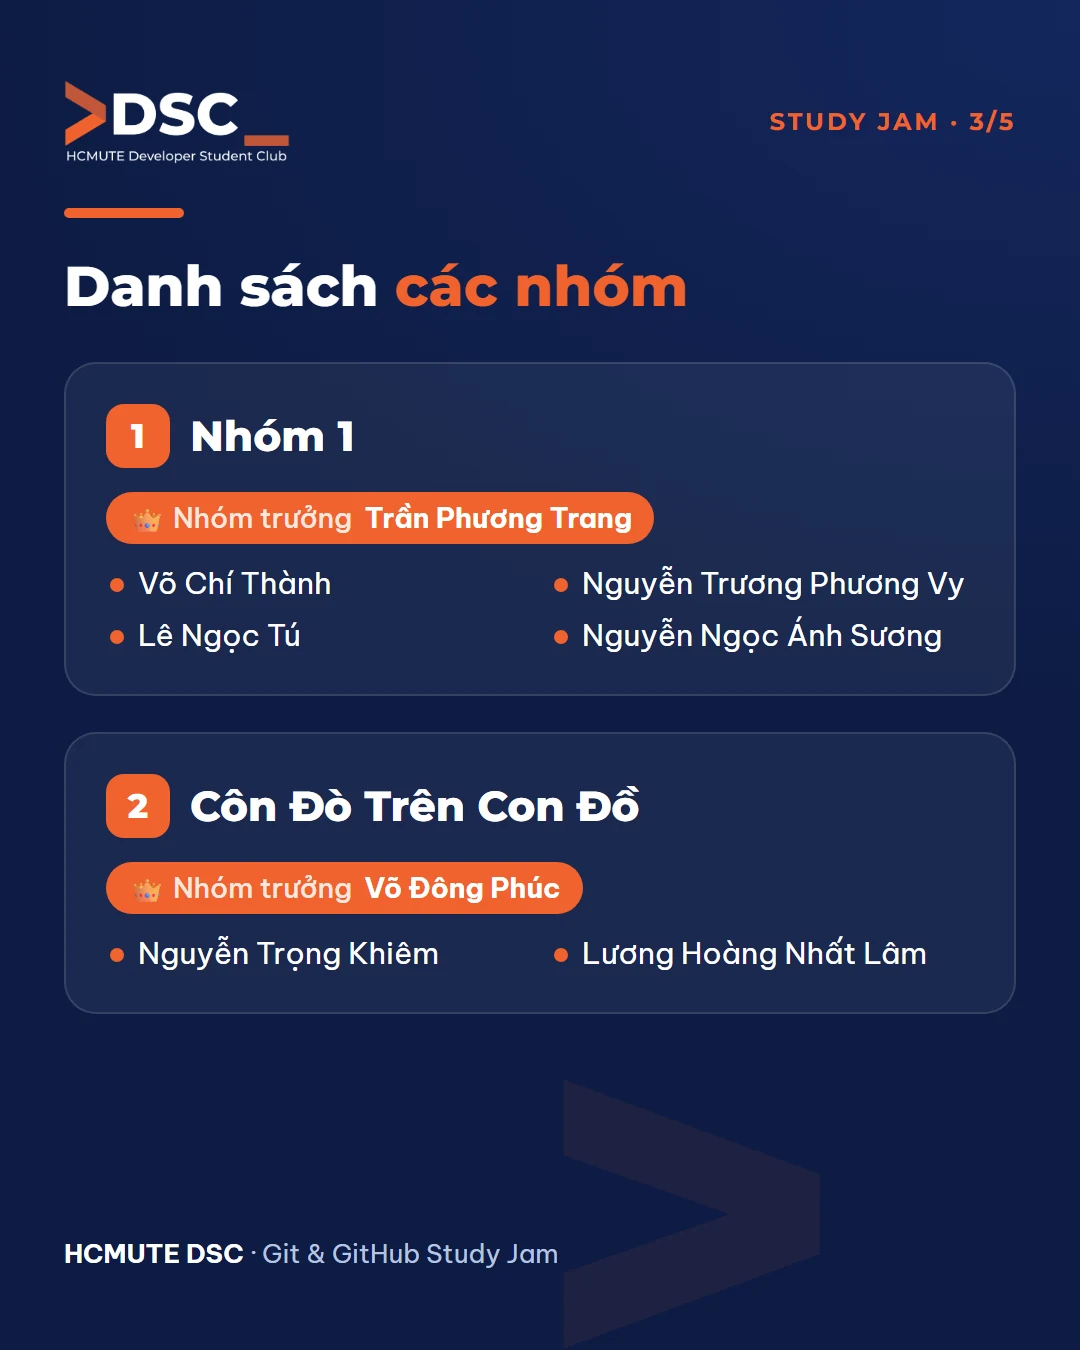 >DSC_
HCMUTE Developer Student Club
STUDY JAM · 3/5
Danh sách các nhóm
1 Nhóm 1
Nhóm trưởng Trần Phương Trang
Võ Chí Thành
Nguyễn Trương Phương Vy
Lê Ngọc Tú
Nguyễn Ngọc Ánh Sương
2 Côn Đò Trên Con Đồ
Nhóm trưởng Võ Đông Phúc
Nguyễn Trọng Khiêm
Lương Hoàng Nhất Lâm
HCMUTE DSC · Git & GitHub Study Jam